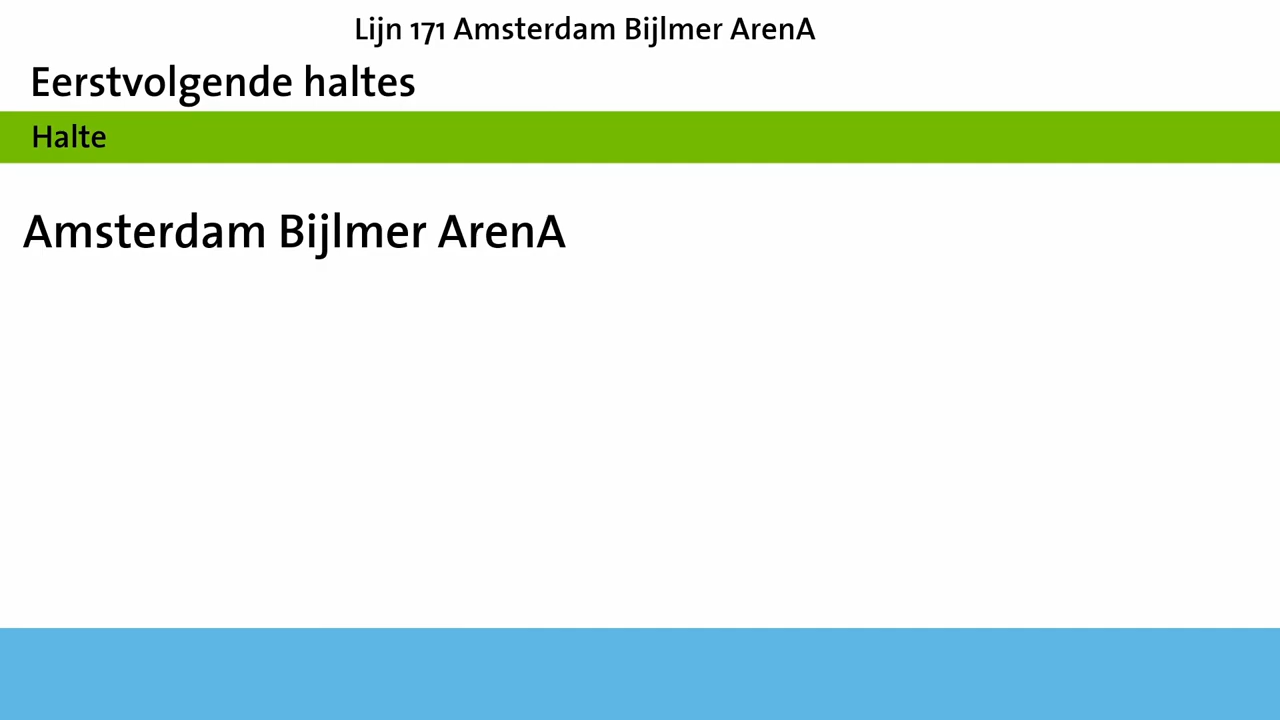 Lijn 171 Amsterdam Bijlmer ArenA
Eerstvolgende haltes
Halte
Amsterdam Bijlmer ArenA